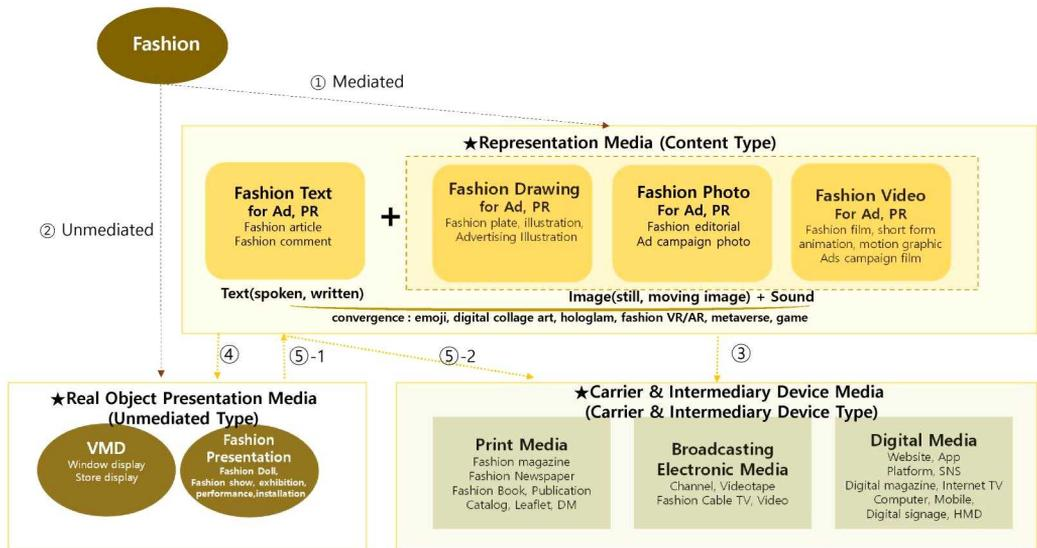 Fashion
① Mediated
② Unmediated
★Representation Media (Content Type)
Fashion Text
for Ad, PR
Fashion article
Fashion comment
+
Fashion Drawing
for Ad, PR
Fashion plate, illustration,
Advertising Illustration
Fashion Photo
For Ad, PR
Fashion editorial
Ad campaign photo
Fashion Video
For Ad, PR
Fashion film, short form
animation, motion graphic
Ads campaign film
Text(spoken, written)
Image(still, moving image) + Sound
convergence : emoji, digital collage art, hologlam, fashion VR/AR, metaverse, game
④
⑤-1
⑤-2
③
★Real Object Presentation Media
(Unmediated Type)
VMD
Window display
Store display
Fashion
Presentation
Fashion Doll,
Fashion show, exhibition,
performance,installation
★Carrier & Intermediary Device Media
(Carrier & Intermediary Device Type)
Print Media
Fashion magazine
Fashion Newspaper
Fashion Book, Publication
Catalog, Leaflet, DM
Broadcasting
Electronic Media
Channel, Videotape
Fashion Cable TV, Video
Digital Media
Website, App
Platform, SNS
Digital magazine, Internet TV
Computer, Mobile,
Digital signage, HMD